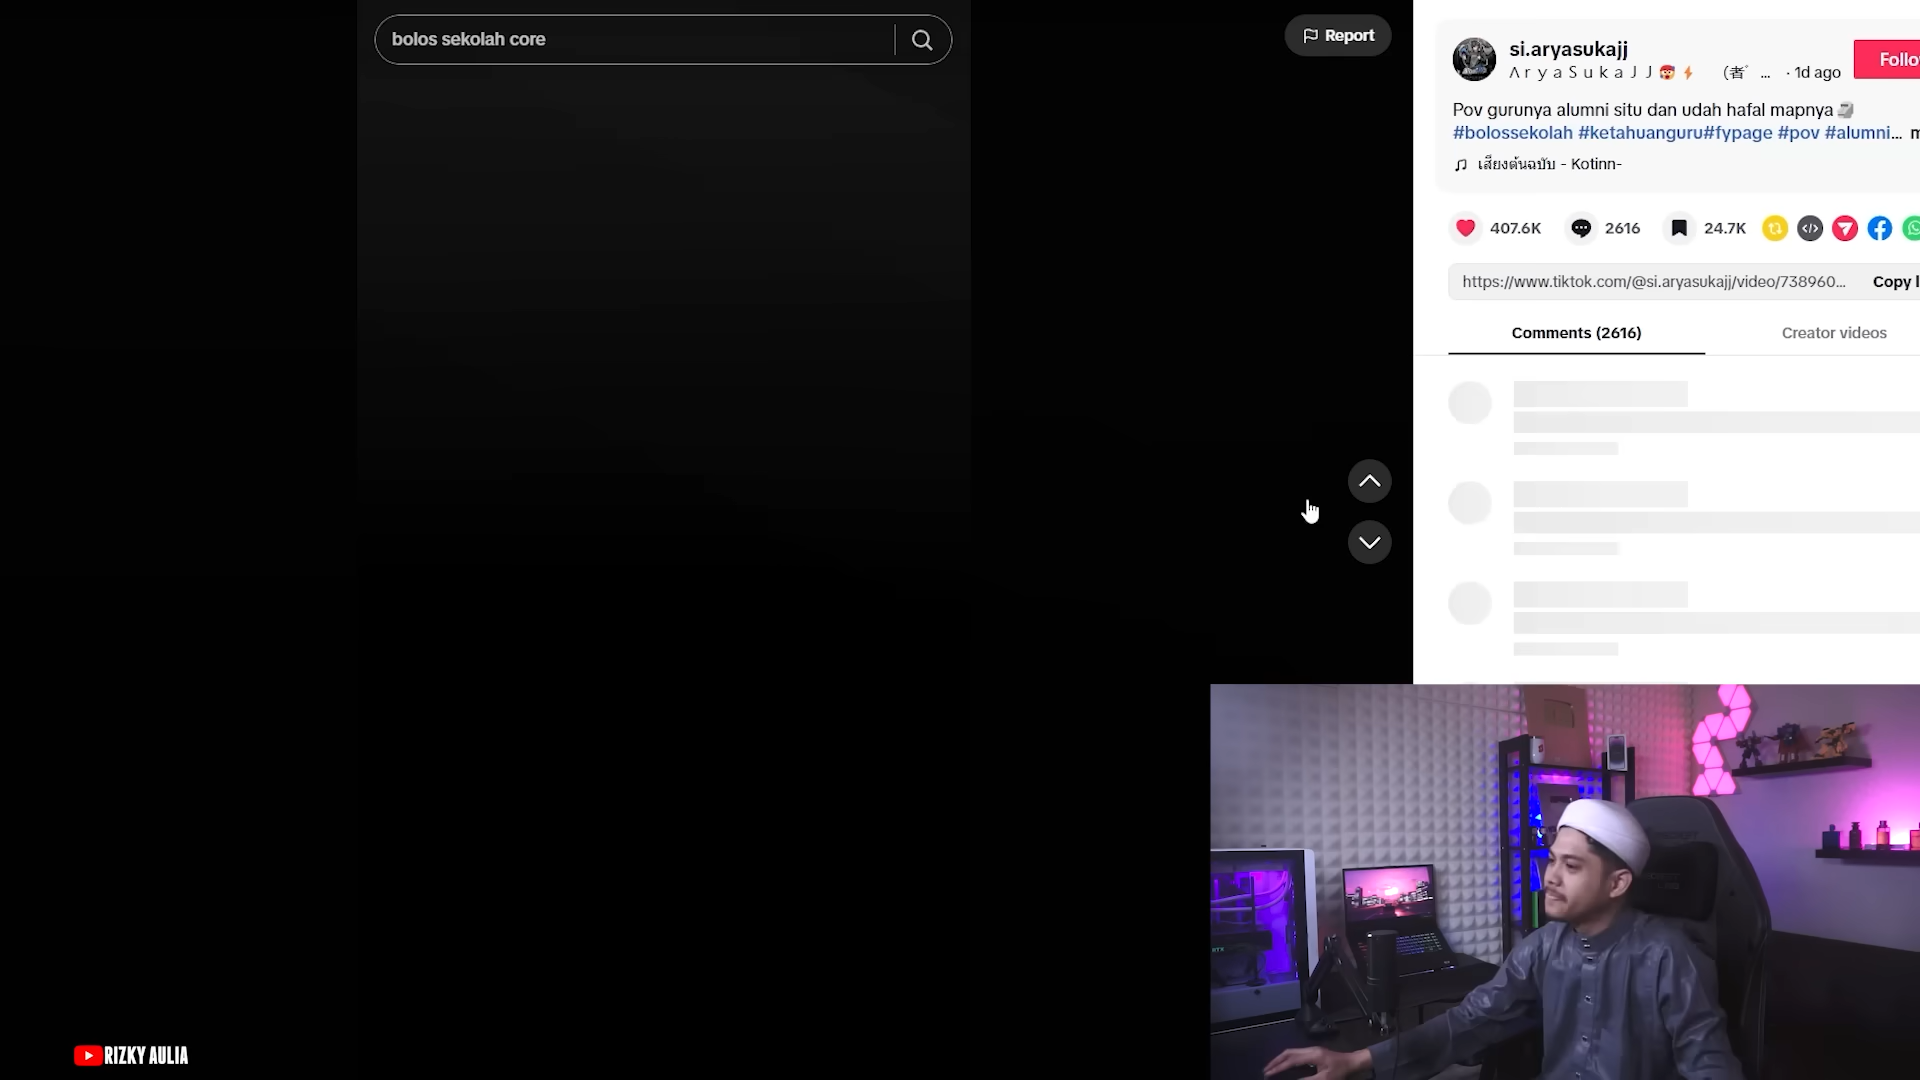 bolos sekolah core
Report
si.aryasukajj
Follo
ΛｒｙａＳｕｋａＪＪ
... · 1d ago
Pov gurunya alumni situ dan udah hafal mapnya🗿
#bolossekolah #ketahuanguru#fypage #pov #alumni... m
เสียงต้นฉบับ - Kotinn-
407.6K
2616
24.7K
https://www.tiktok.com/@si.aryasukajj/video/738960...
Copy l
Comments (2616)
Creator videos
RIZKY AULIA